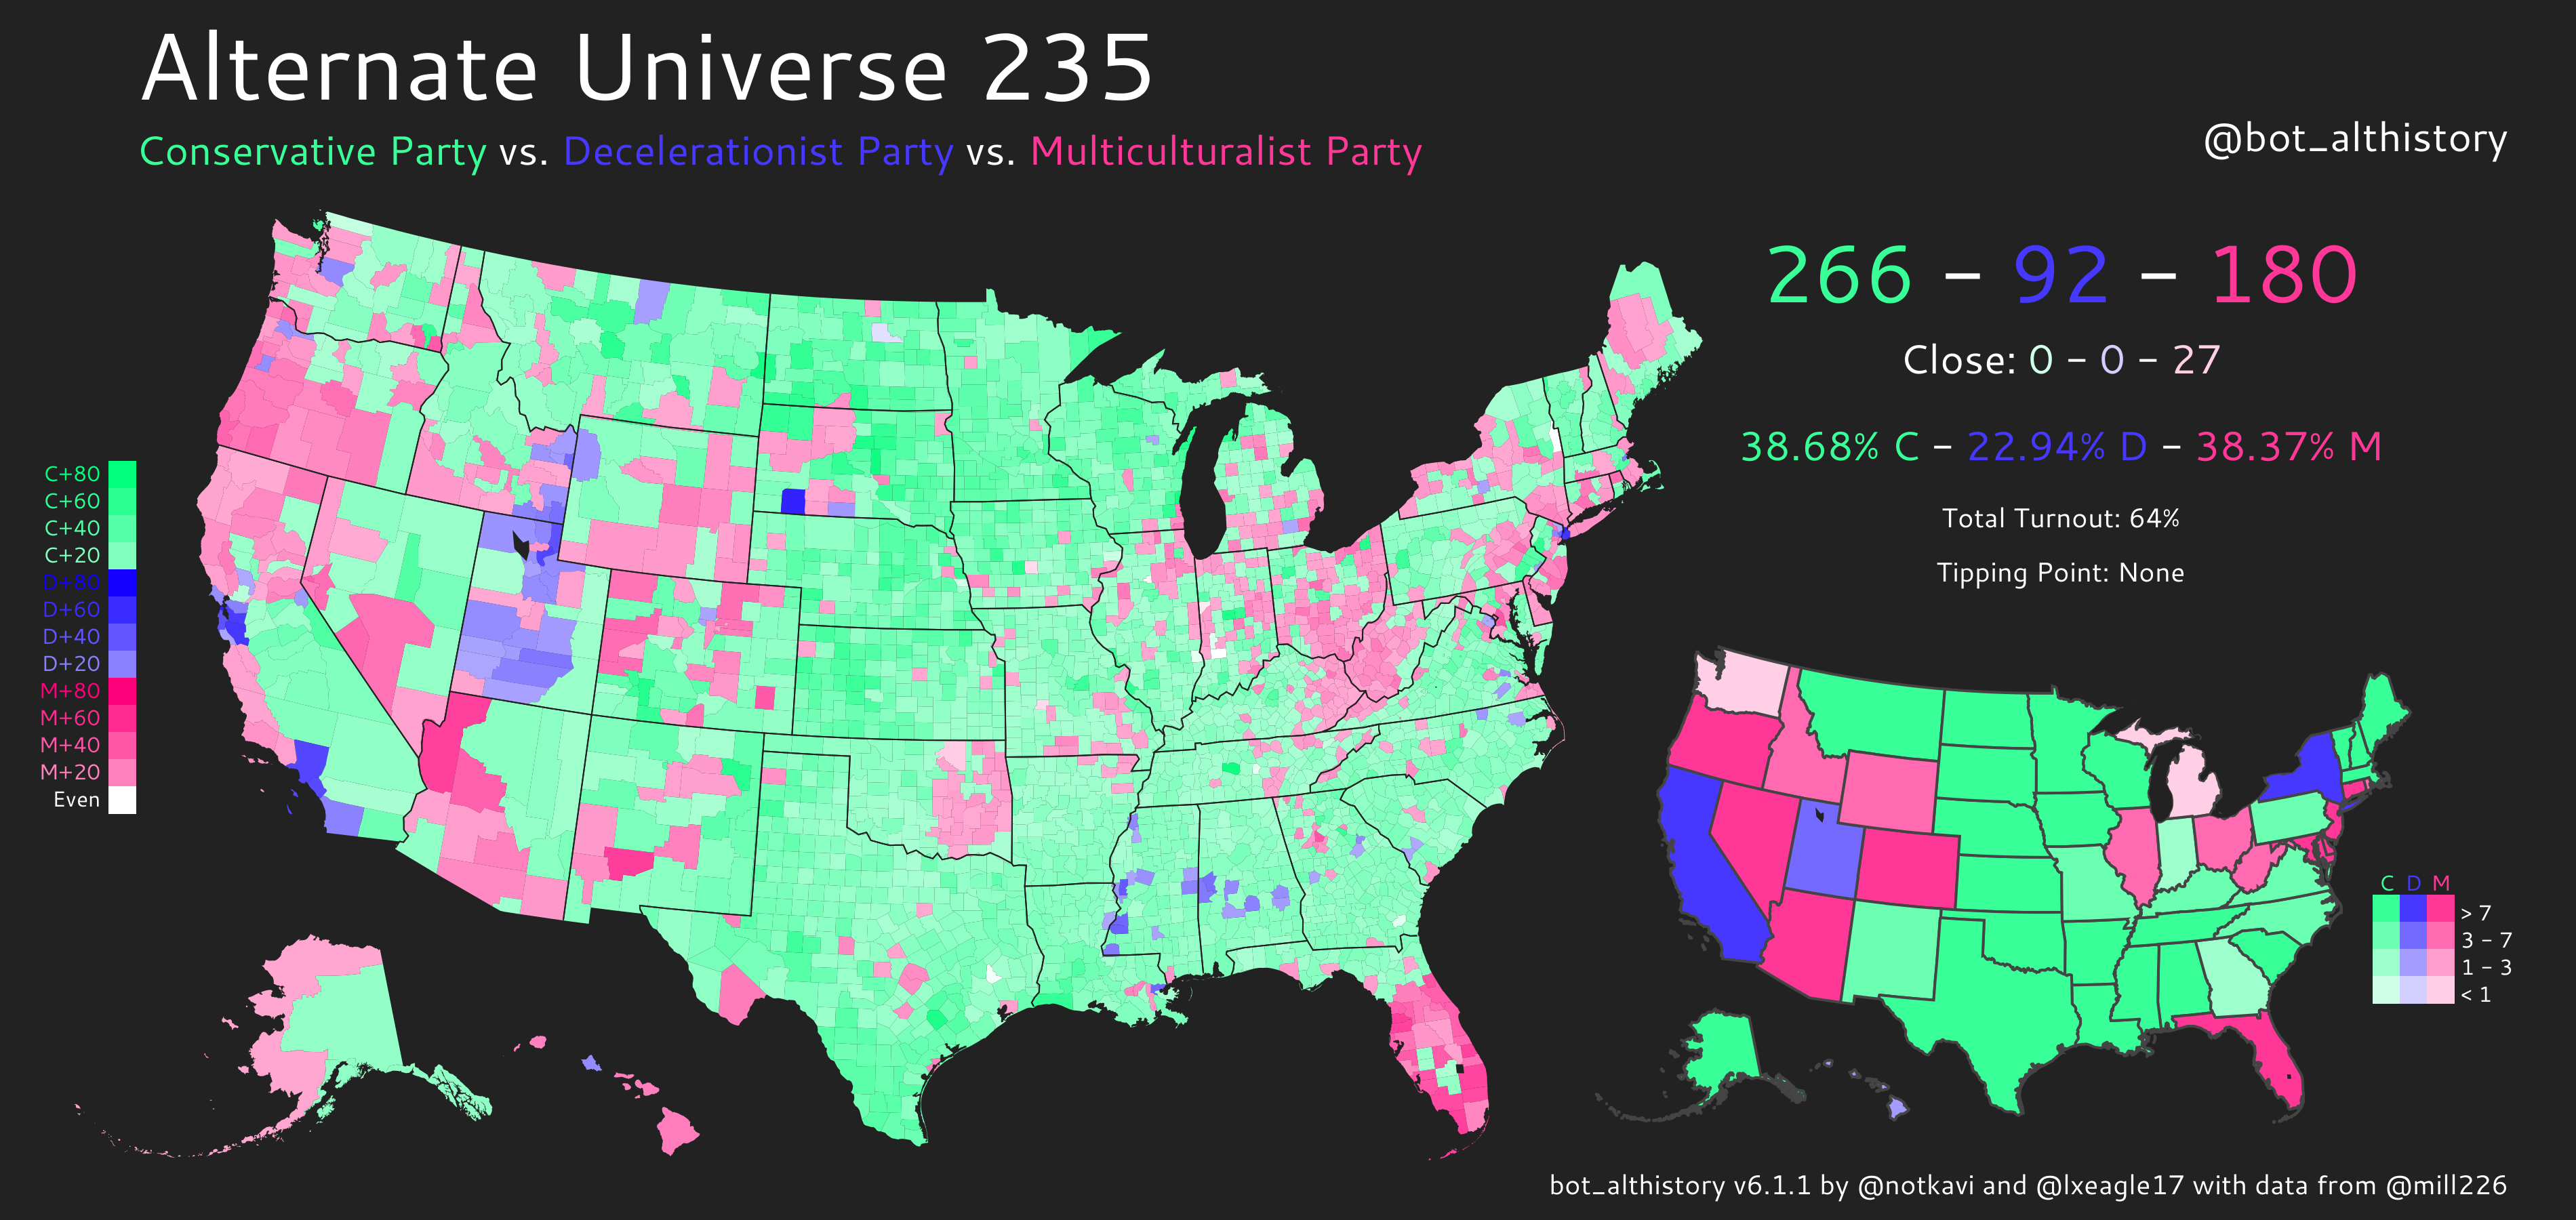 Alternate Universe 235
Conservative Party vs. Decelerationist Party vs. Multiculturalist Party
@bot_althistory
266 – 92 – 180
Close: 0 – 0 – 27
38.68% C – 22.94% D – 38.37% M
Total Turnout: 64%
Tipping Point: None
C+80
C+60
C+40
C+20
D+80
D+60
D+40
D+20
M+80
M+60
M+40
M+20
Even
C D M
> 7
3 – 7
1 – 3
< 1
bot_althistory v6.1.1 by @notkavi and @lxeagle17 with data from @mill226